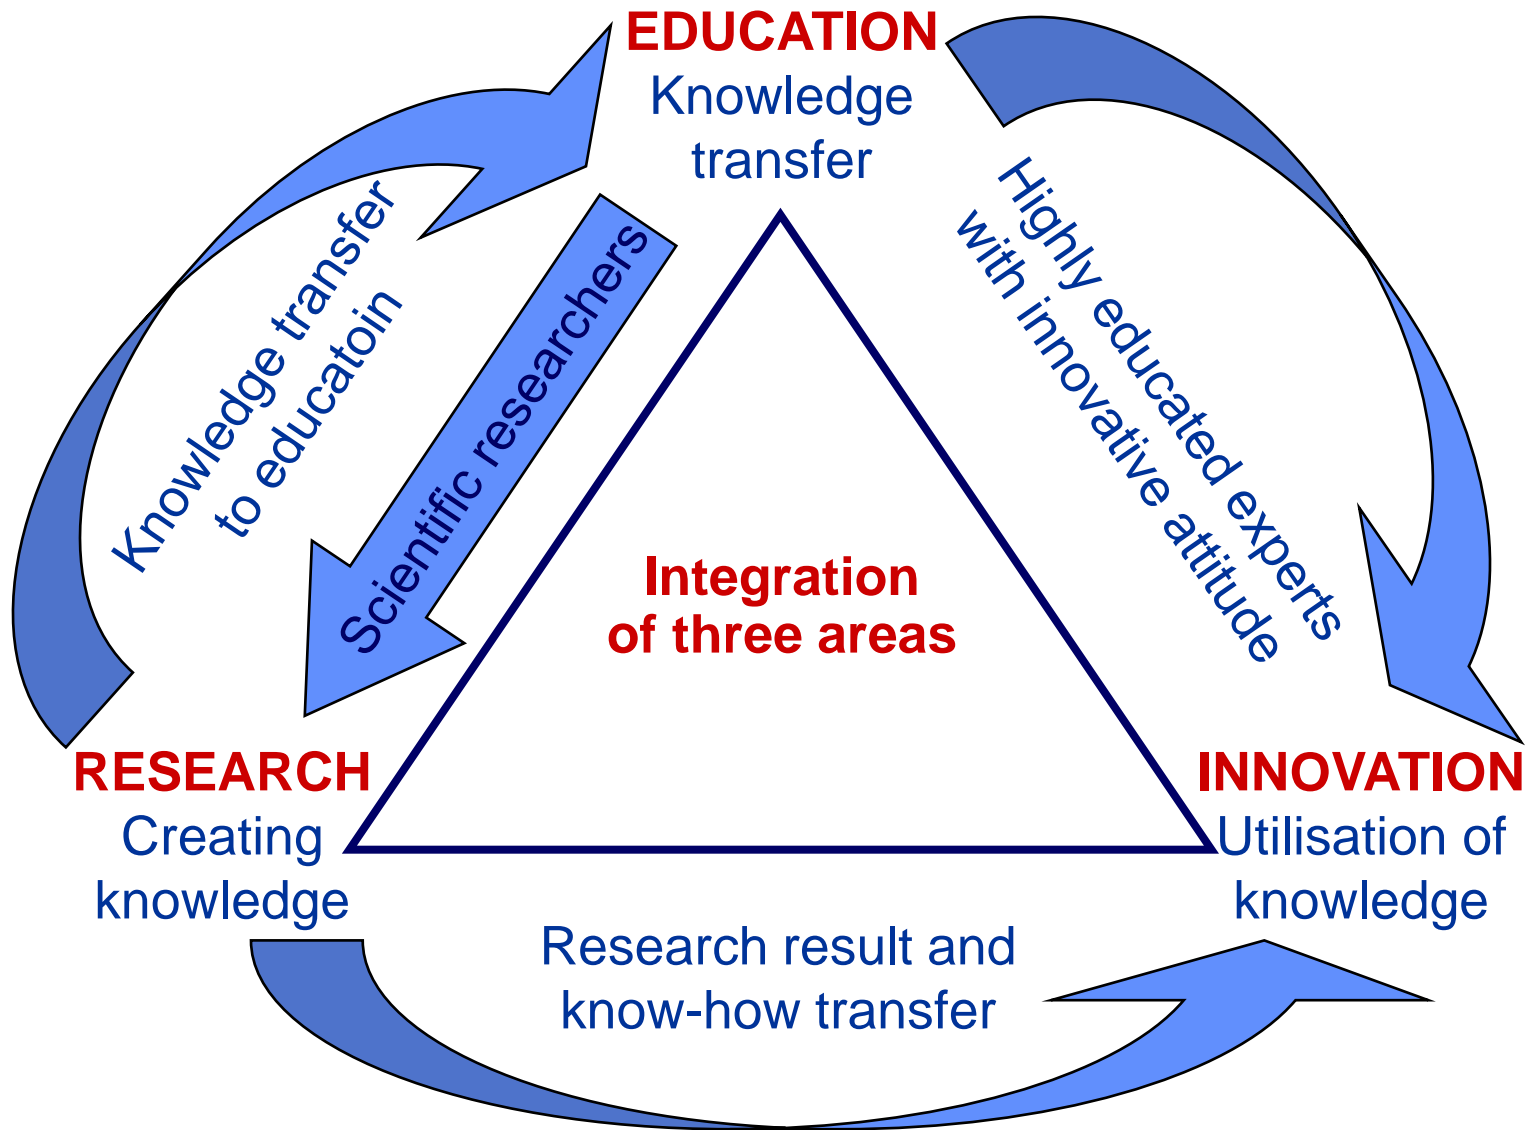 EDUCATION
Knowledge
transfer
Knowledge transfer
to educatoin
Scientific researchers
Highly educated experts
with innovative attitude
Integration
of three areas
RESEARCH
Creating
knowledge
INNOVATION
Utilisation of
knowledge
Research result and
know-how transfer